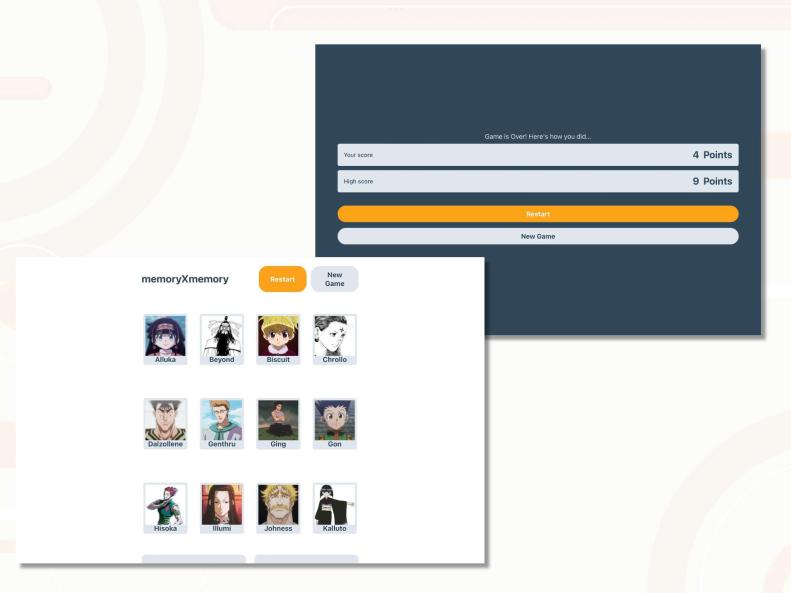 Game is Over! Here's how you did...
Your score 4 Points
High score 9 Points
Restart
New Game
memoryXmemory Restart New Game
Alluka Beyond Biscuit Chrollo
Dalzollene Genthru Ging Gon
Hisoka Illumi Johness Kalluto